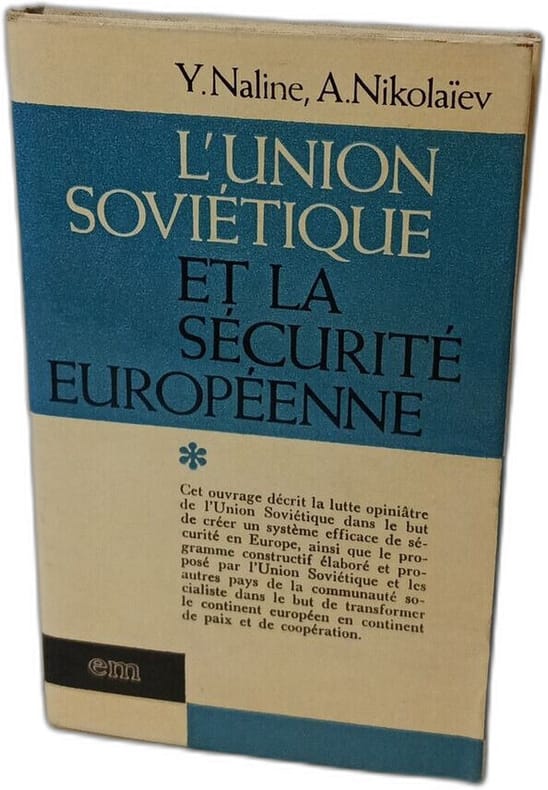 Y. Naline, A. Nikolaïev
L'UNION
SOVIÉTIQUE
ET LA
SÉCURITÉ
EUROPÉENNE
*
Cet ouvrage décrit la lutte opiniâtre
de l'Union Soviétique dans le but
de créer un système efficace de sé-
curité en Europe, ainsi que le pro-
gramme constructif élaboré et pro-
posé par l'Union Soviétique et les
autres pays de la communauté so-
cialiste dans le but de transformer
le continent européen en continent
de paix et de coopération.
em